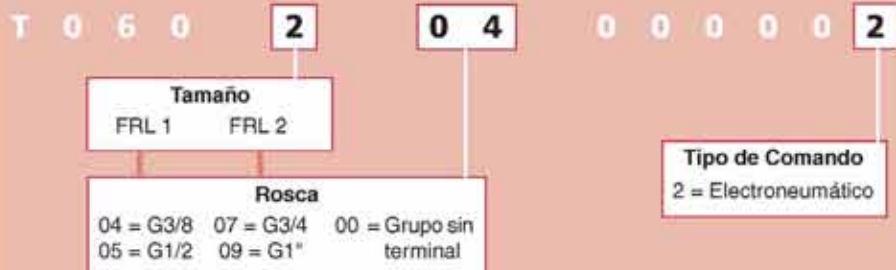 T 0 6 0 2 0 4 0 0 0 0 0 2
Tamaño
FRL 1 FRL 2
Rosca
04 = G3/8 07 = G3/4 00 = Grupo sin
05 = G1/2 09 = G1" terminal
Tipo de Comando
2 = Electroneumático